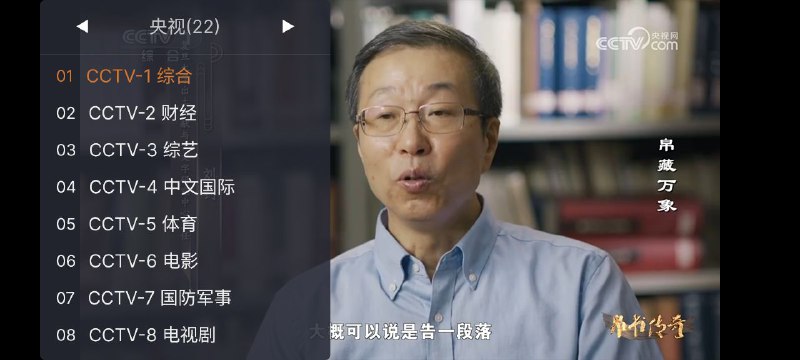 央视(22)
01 CCTV-1 综合
02 CCTV-2 财经
03 CCTV-3 综艺
04 CCTV-4 中文国际
05 CCTV-5 体育
06 CCTV-6 电影
07 CCTV-7 国防军事
08 CCTV-8 电视剧
CCTV 央视网
com
帛藏万象
大概可以说是告一段落
帛书传奇